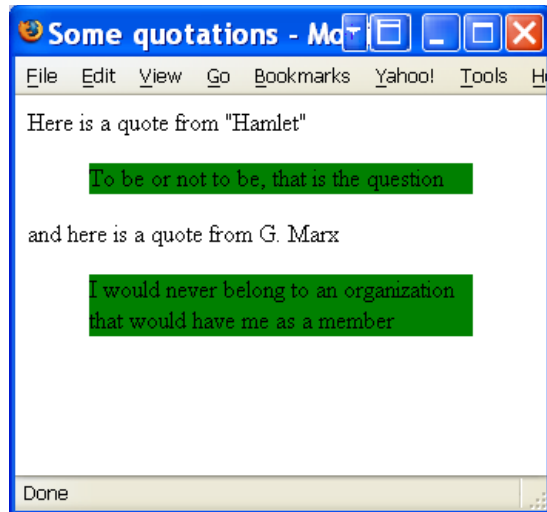 Some quotations - Mo
File Edit View Go Bookmarks Yahoo! Tools H
Here is a quote from "Hamlet"
To be or not to be, that is the question
and here is a quote from G. Marx
I would never belong to an organization
that would have me as a member
Done